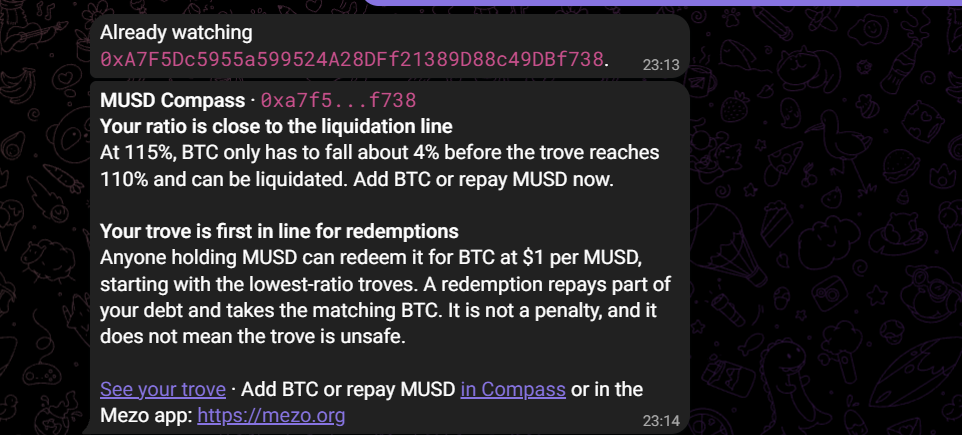 Already watching
0xA7F5Dc5955a599524A28DFf21389D88c49DBf738.
23:13
MUSD Compass · 0xa7f5...f738
Your ratio is close to the liquidation line
At 115%, BTC only has to fall about 4% before the trove reaches
110% and can be liquidated. Add BTC or repay MUSD now.
Your trove is first in line for redemptions
Anyone holding MUSD can redeem it for BTC at $1 per MUSD,
starting with the lowest-ratio troves. A redemption repays part of
your debt and takes the matching BTC. It is not a penalty, and it
does not mean the trove is unsafe.
See your trove · Add BTC or repay MUSD in Compass or in the
Mezo app: https://mezo.org
23:14